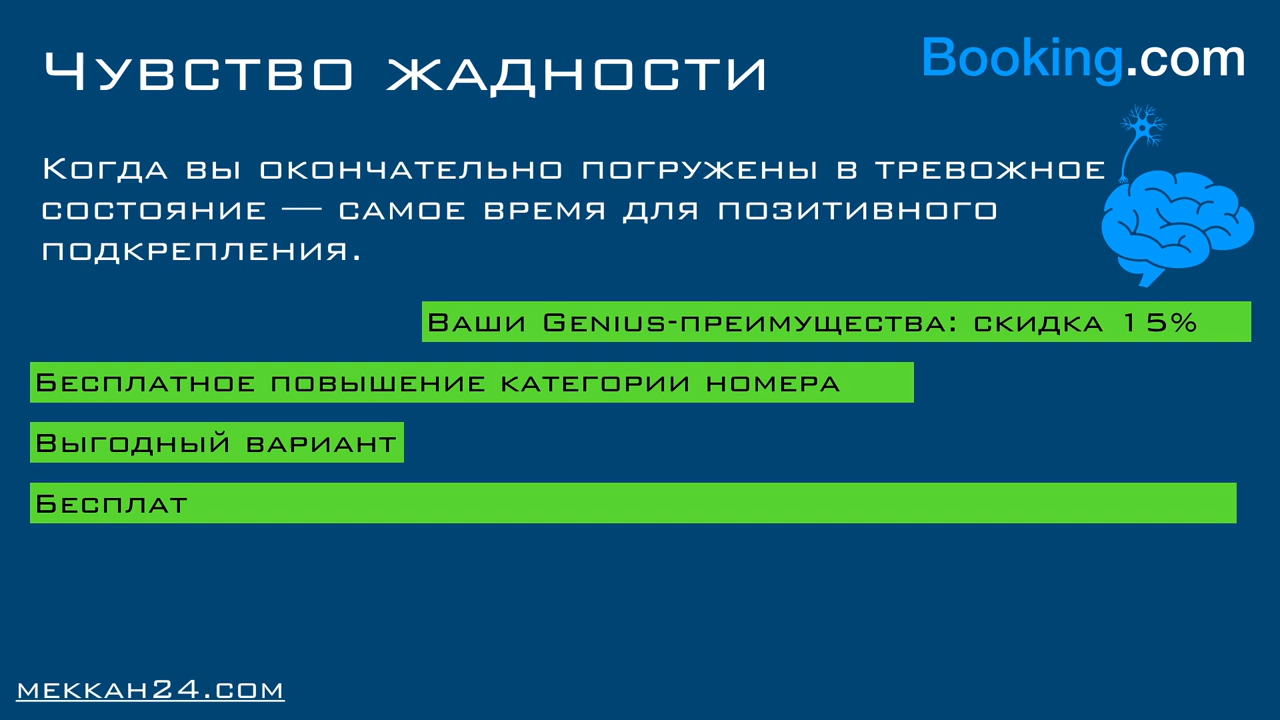 Чувство жадности
Booking.com
Когда вы окончательно погружены в тревожное
состояние — самое время для позитивного
подкрепления.
Ваши Genius-преимущества: скидка 15%
Бесплатное повышение категории номера
Выгодный вариант
Бесплат
меккан24.com